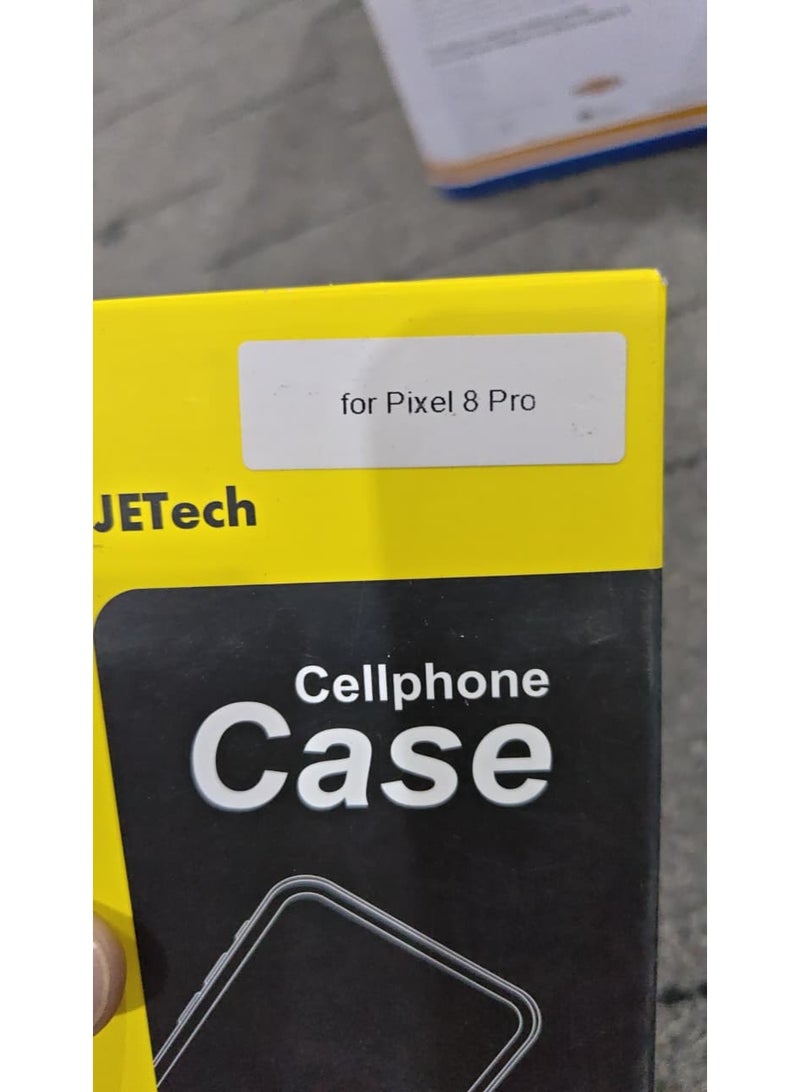 for Pixel 8 Pro
JETech
Cellphone
Case